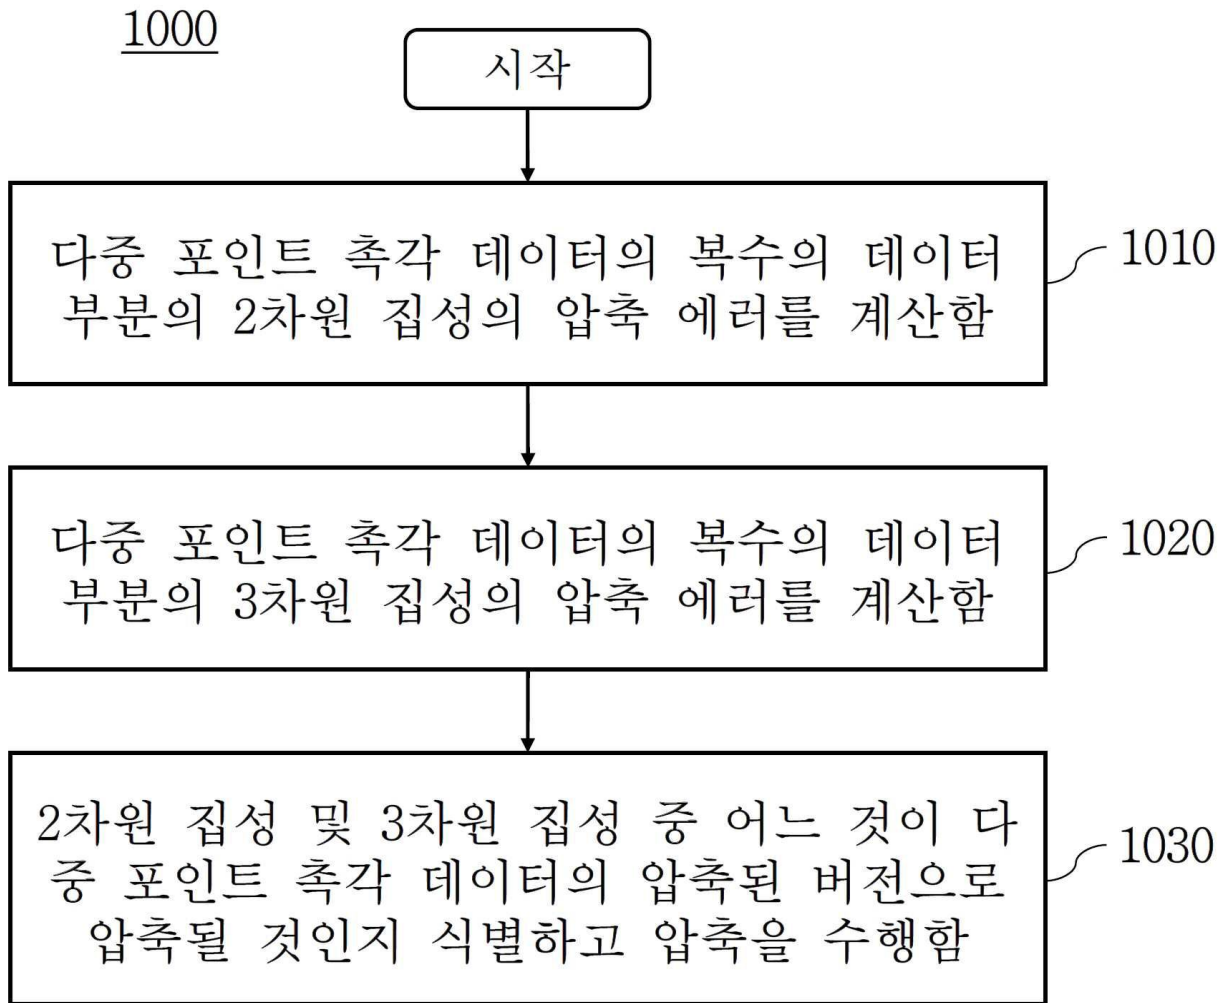 1000
시작
다중 포인트 촉각 데이터의 복수의 데이터
부분의 2차원 집성의 압축 에러를 계산함
1010
다중 포인트 촉각 데이터의 복수의 데이터
부분의 3차원 집성의 압축 에러를 계산함
1020
2차원 집성 및 3차원 집성 중 어느 것이 다
중 포인트 촉각 데이터의 압축된 버전으로
압축될 것인지 식별하고 압축을 수행함
1030